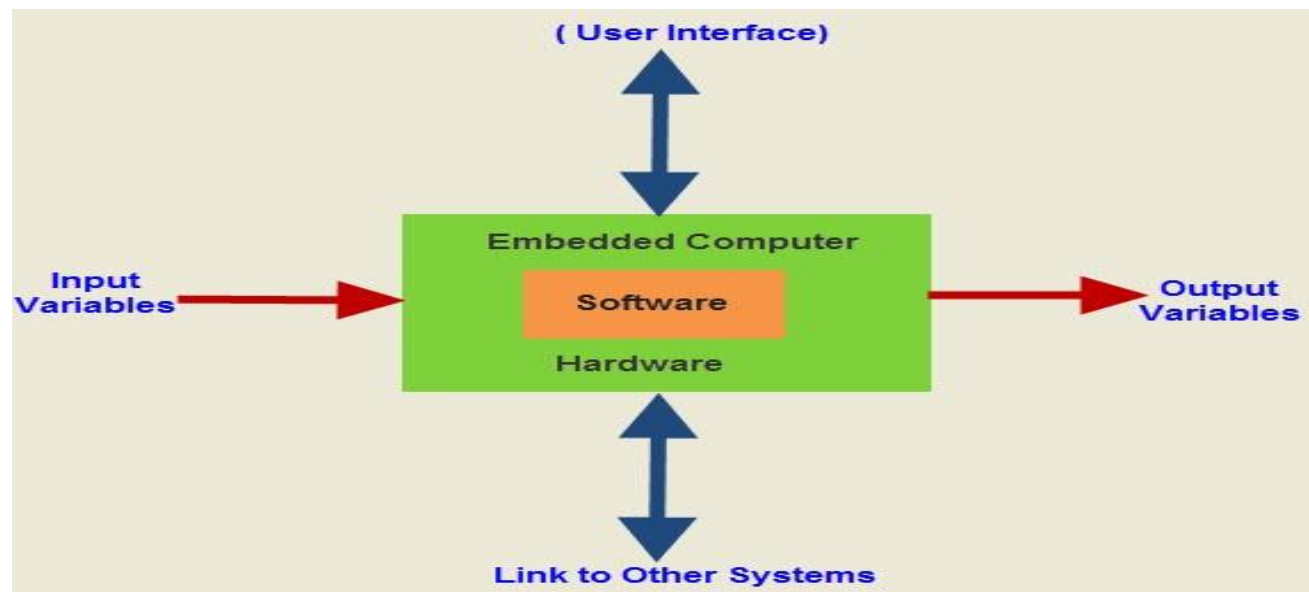 ( User Interface)
Embedded Computer
Input
Variables
Software
Output
Variables
Hardware
Link to Other Systems